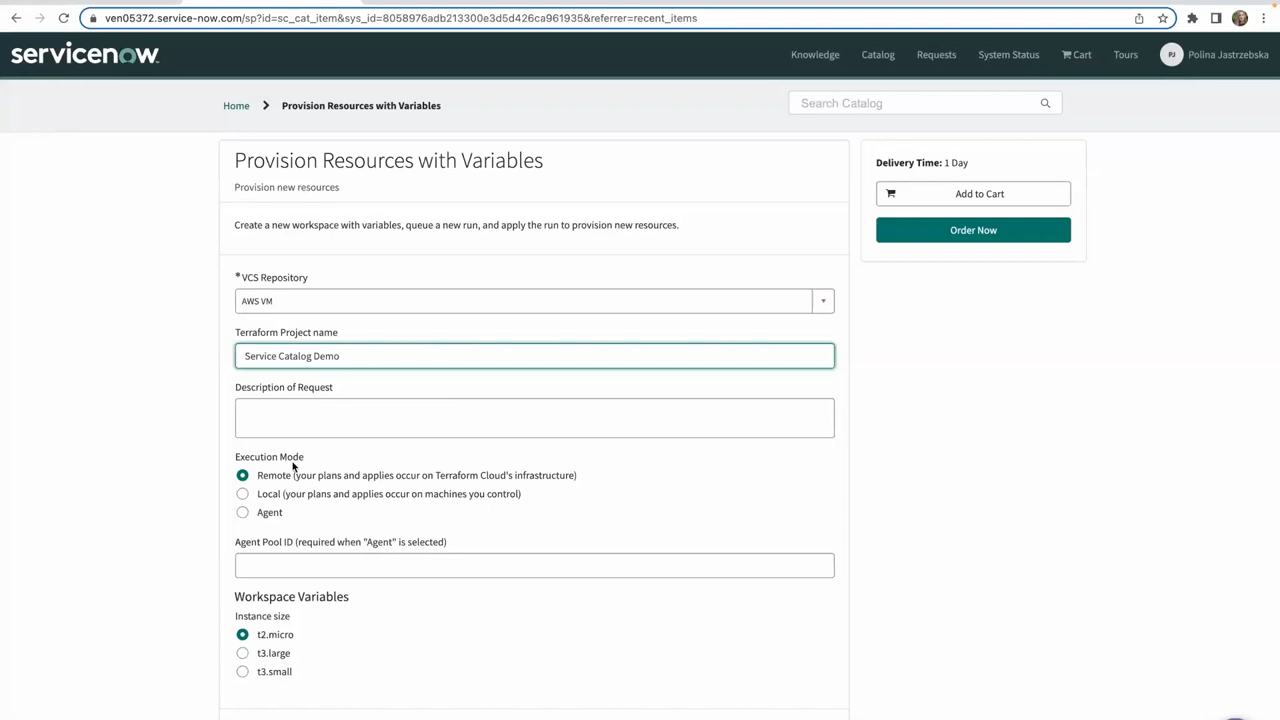 ven05372.service-now.com/sp?id=sc_cat_item&sys_id=8058976adb213300e3d5d426ca961935&referrer=recent_items
servicenow
Knowledge
Catalog
Requests
System Status
Cart
Tours
PJ
Polina Jastrzebska
Home
Provision Resources with Variables
Search Catalog
Provision Resources with Variables
Provision new resources
Create a new workspace with variables, queue a new run, and apply the run to provision new resources.
* VCS Repository
AWS VM
Terraform Project name
Service Catalog Demo
Description of Request
Execution Mode
Remote (your plans and applies occur on Terraform Cloud's infrastructure)
Local (your plans and applies occur on machines you control)
Agent
Agent Pool ID (required when "Agent" is selected)
Workspace Variables
Instance size
t2.micro
t3.large
t3.small
Delivery Time: 1 Day
Add to Cart
Order Now